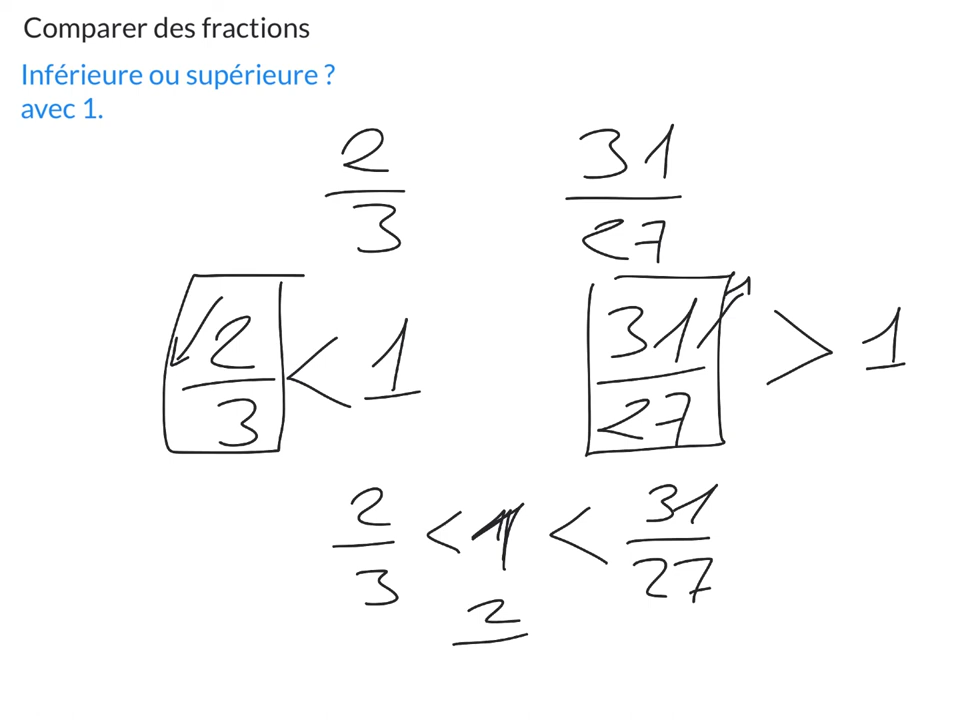 Comparer des fractions
Inférieure ou supérieure ?
avec 1.
2/3 31/27
2/3 < 1 31/27 > 1
2/3 < 1 < 31/27
2